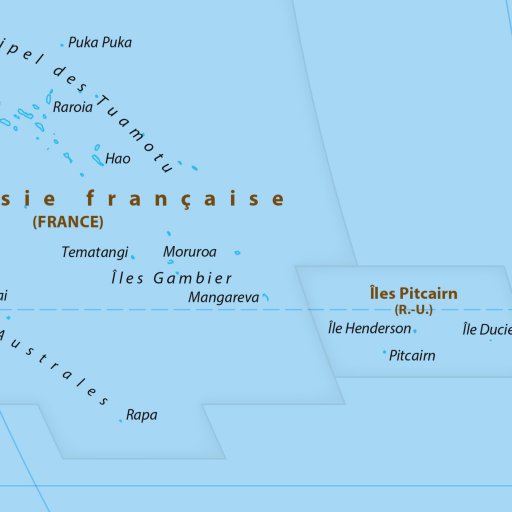 Puka Puka
ipel des Tuamotu
Raroia
Hao
sie française
(FRANCE)
Tematangi
Moruroa
Îles Gambier
Mangareva
ai
Îles Pitcairn
(R.-U.)
Île Henderson
Île Ducie
Pitcairn
Australes
Rapa